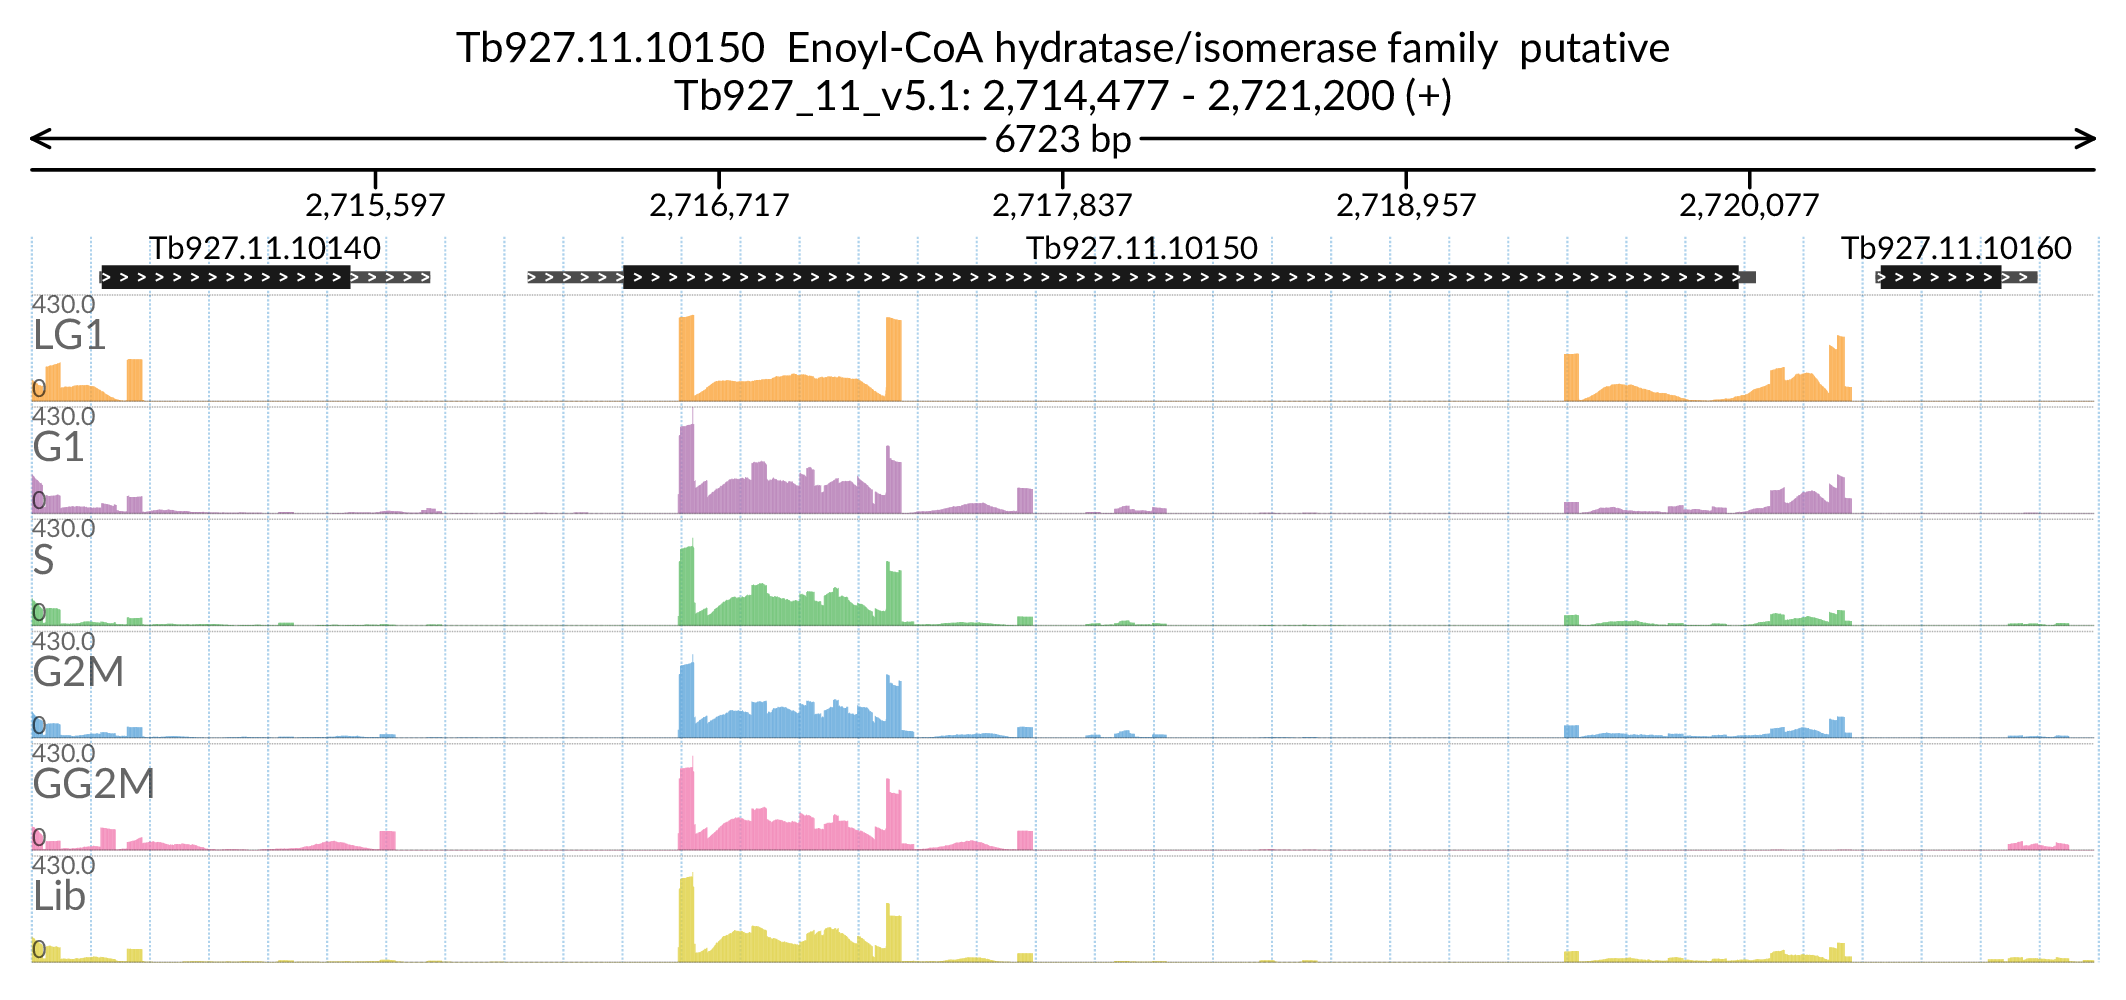 Tb927.11.10150  Enoyl-CoA hydratase/isomerase family  putative
Tb927_11_v5.1: 2,714,477 - 2,721,200 (+)
6723 bp
2,715,597 2,716,717 2,717,837 2,718,957 2,720,077
Tb927.11.10140 Tb927.11.10150 Tb927.11.10160
430.0
LG1
0
430.0
G1
0
430.0
S
0
430.0
G2M
0
430.0
GG2M
0
430.0
Lib
0